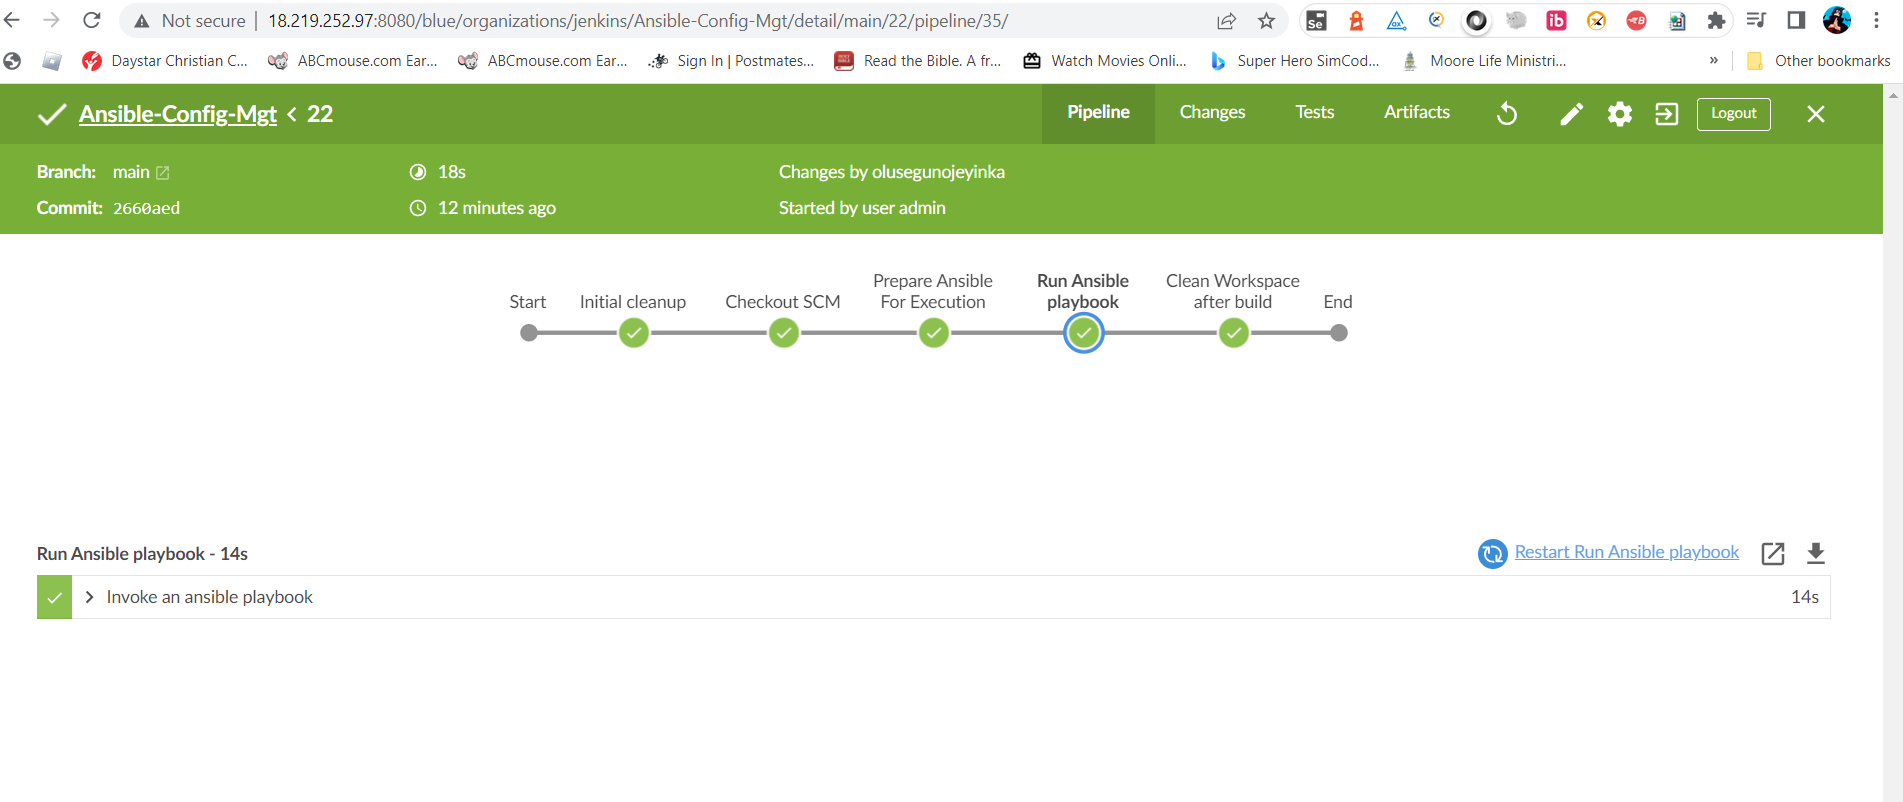 Not secure | 18.219.252.97:8080/blue/organizations/jenkins/Ansible-Config-Mgt/detail/main/22/pipeline/35/
Se
ib
B
Daystar Christian C... ABCmouse.com Ear... ABCmouse.com Ear... Sign In | Postmates... Read the Bible. A fr... Watch Movies Onli... Super Hero SimCod... Moore Life Ministri... » Other bookmarks
Ansible-Config-Mgt < 22 Pipeline Changes Tests Artifacts Logout
Branch: main 18s Changes by olusegunojeyinka
Commit: 2660aed 12 minutes ago Started by user admin
Start
Initial cleanup
Checkout SCM
Prepare Ansible
For Execution
Run Ansible
playbook
Clean Workspace
after build
End
Run Ansible playbook - 14s Restart Run Ansible playbook
Invoke an ansible playbook 14s